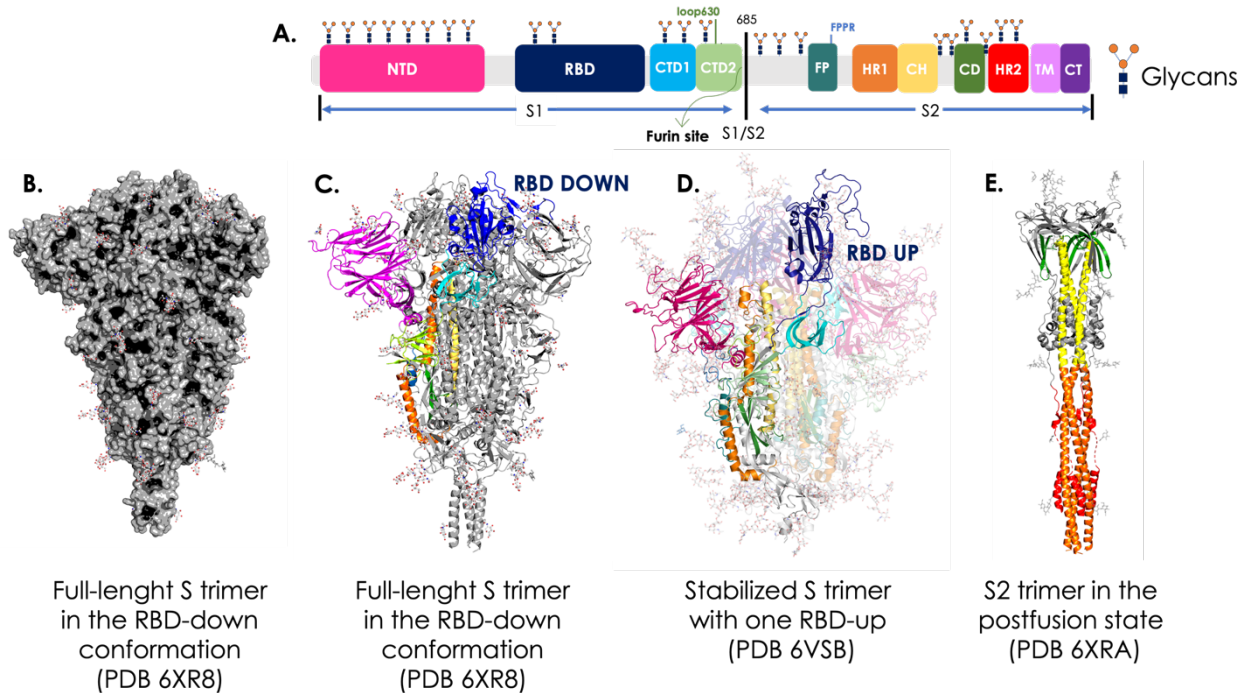 A.
loop630
685
FPPR
NTD
RBD
CTD1
CTD2
FP
HR1
CH
CD
HR2
TM
CT
Glycans
S1
S2
Furin site
S1/S2
B.
C.
RBD DOWN
D.
RBD UP
E.
Full-lenght S trimer
in the RBD-down
conformation
(PDB 6XR8)
Full-lenght S trimer
in the RBD-down
conformation
(PDB 6XR8)
Stabilized S trimer
with one RBD-up
(PDB 6VSB)
S2 trimer in the
postfusion state
(PDB 6XRA)